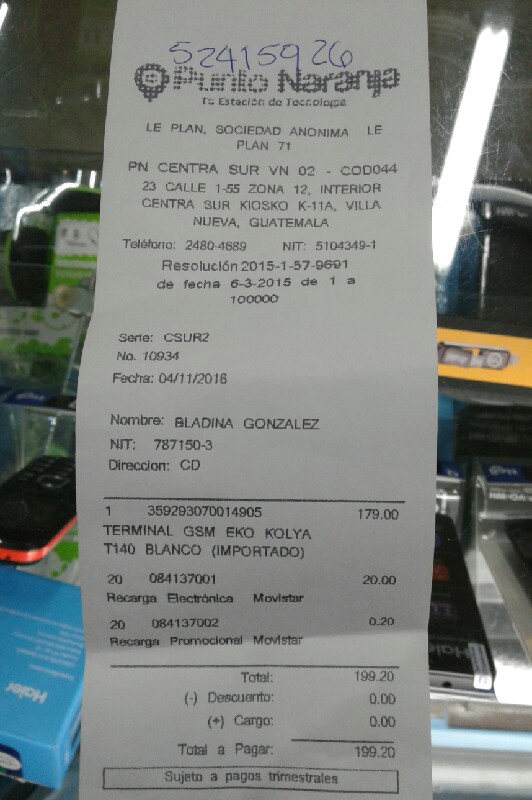 52415926
Punto Naranja
Tu Estación de Tecnología
LE PLAN, SOCIEDAD ANONIMA LE
PLAN 71
PN CENTRA SUR VN 02 - COD044
23 CALLE 1-55 ZONA 12, INTERIOR
CENTRA SUR KIOSKO K-11A, VILLA
NUEVA, GUATEMALA
Teléfono: 2480-4689 NIT: 5104349-1
Resolución 2015-1-57-9691
de fecha 6-3-2015 de 1 a
100000
Serie: CSUR2
No. 10934
Fecha: 04/11/2016
Nombre: BLADINA GONZALEZ
NIT: 787150-3
Direccion: CD
1 359293070014905 179.00
TERMINAL GSM EKO KOLYA
T140 BLANCO (IMPORTADO)
20 084137001 20.00
Recarga Electrónica Movistar
20 084137002 0.20
Recarga Promocional Movistar
Total: 199.20
(-) Descuento: 0.00
(+) Cargo: 0.00
Total a Pagar: 199.20
Sujeto a pagos trimestrales
Haier
Haier